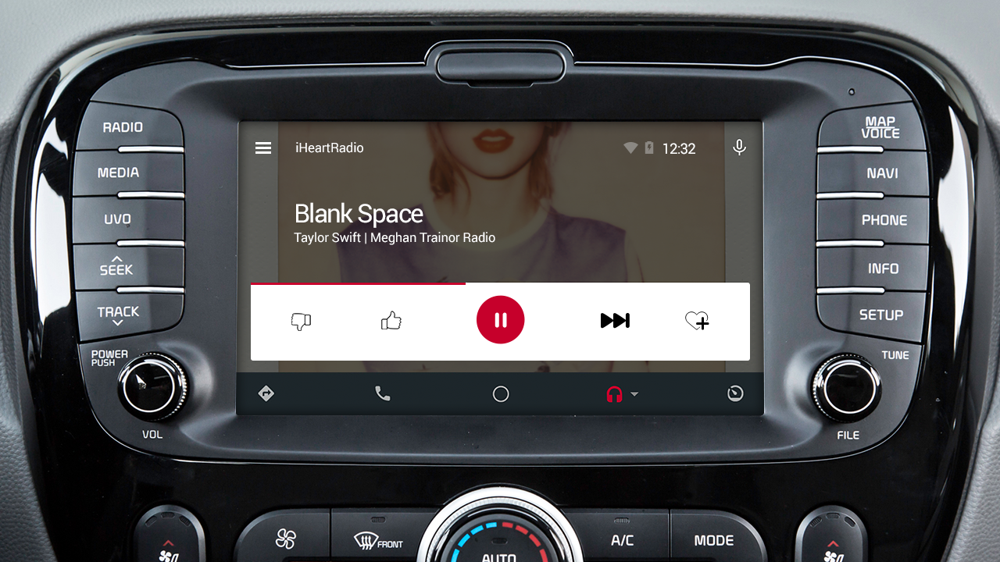 RADIO
MEDIA
UVO
SEEK
TRACK
POWER
PUSH
VOL
iHeartRadio
12:32
Blank Space
Taylor Swift | Meghan Trainor Radio
MAP
VOICE
NAVI
PHONE
INFO
SETUP
TUNE
FILE
FRONT
AUTO
A/C
MODE